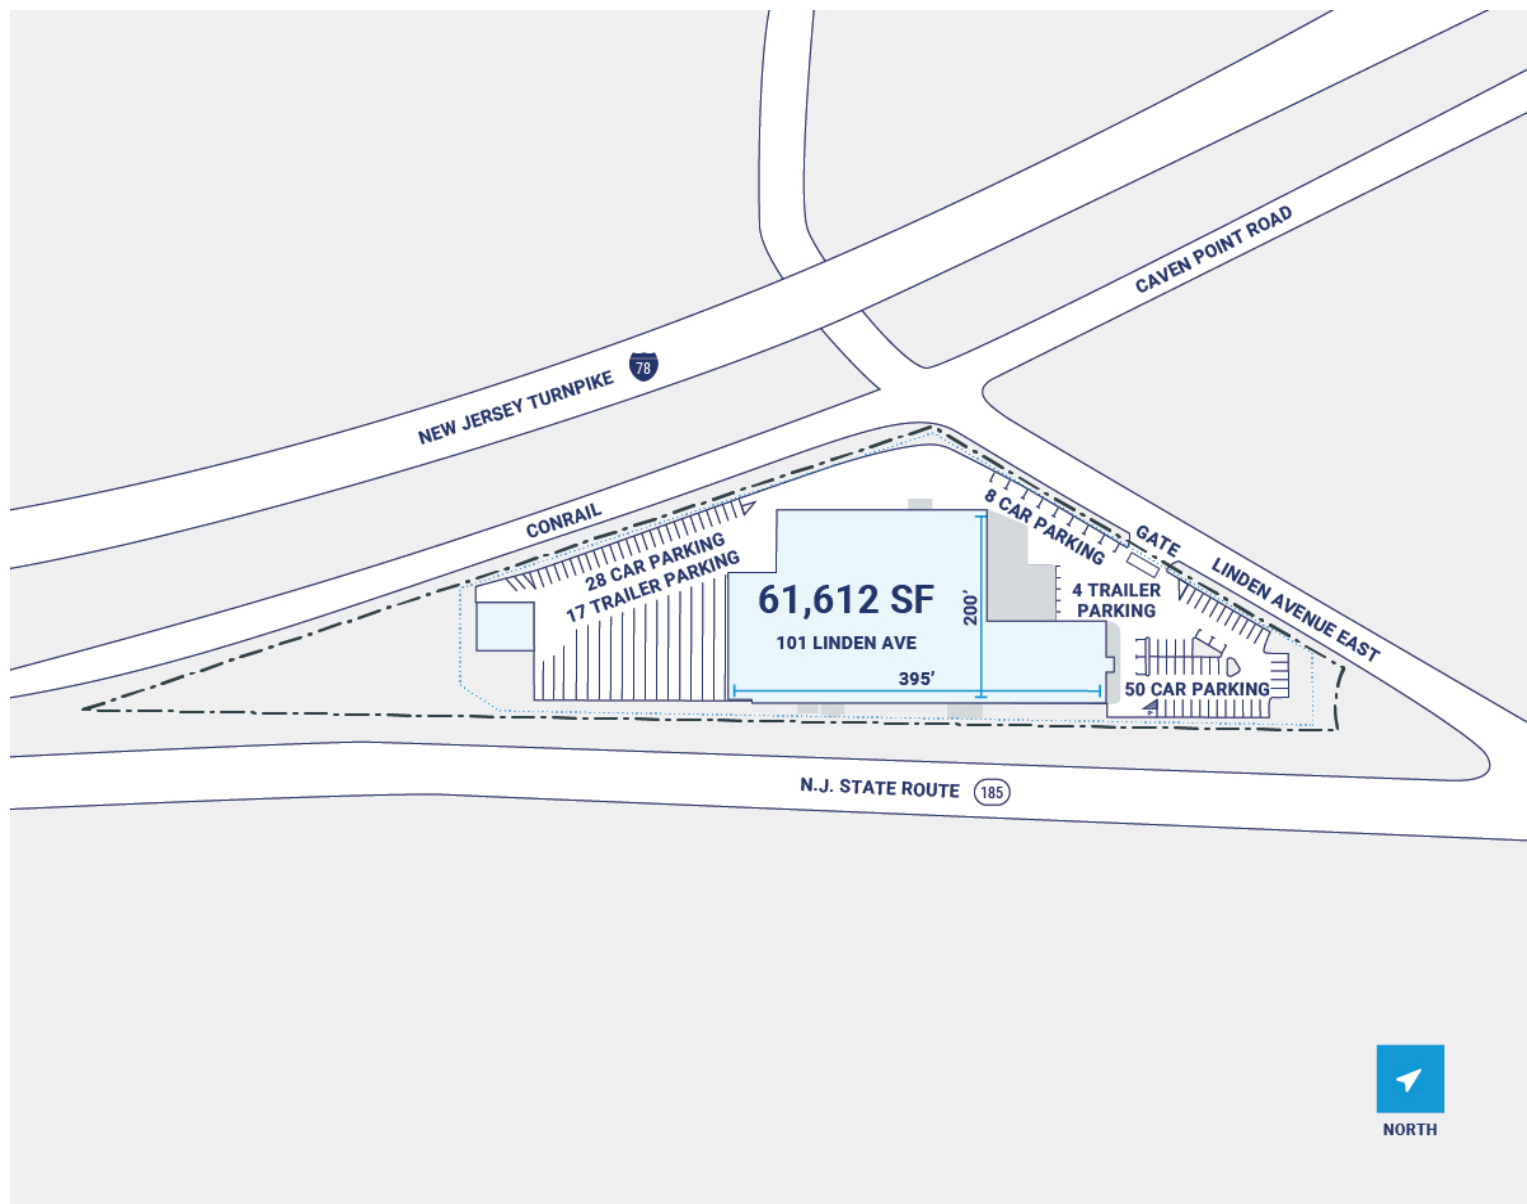 CAVEN POINT ROAD
78
NEW JERSEY TURNPIKE
CONRAIL
8 CAR PARKING
GATE
28 CAR PARKING
17 TRAILER PARKING
LINDEN AVENUE EAST
61,612 SF
200’
4 TRAILER
PARKING
101 LINDEN AVE
395’
50 CAR PARKING
N.J. STATE ROUTE 185
NORTH